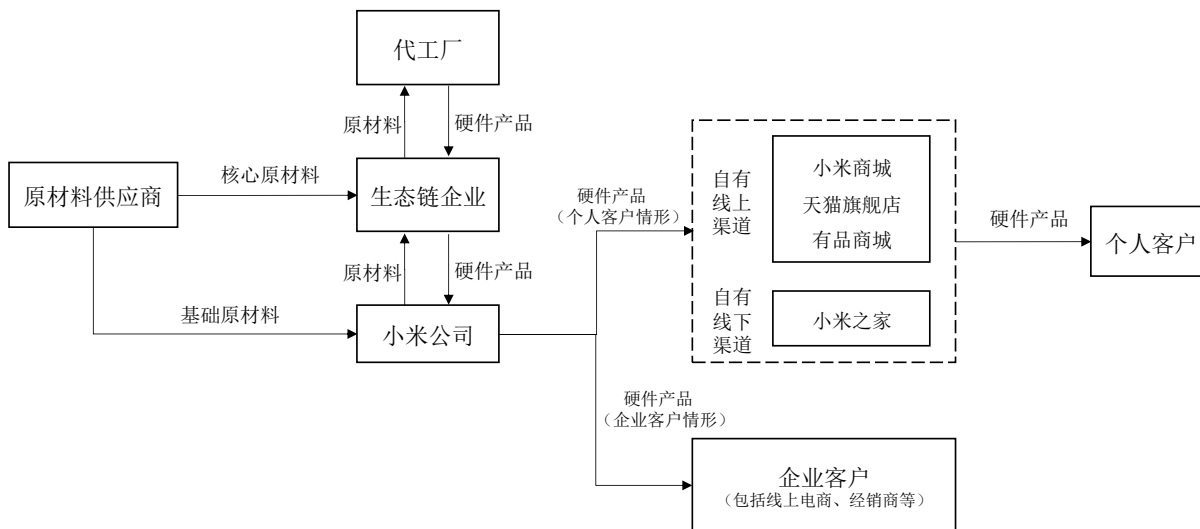 代工厂
原材料
硬件产品
原材料供应商
核心原材料
生态链企业
原材料
硬件产品
基础原材料
小米公司
硬件产品
（个人客户情形）
自有
线上
渠道
小米商城
天猫旗舰店
有品商城
自有
线下
渠道
小米之家
硬件产品
个人客户
硬件产品
（企业客户情形）
企业客户
（包括线上电商、经销商等）